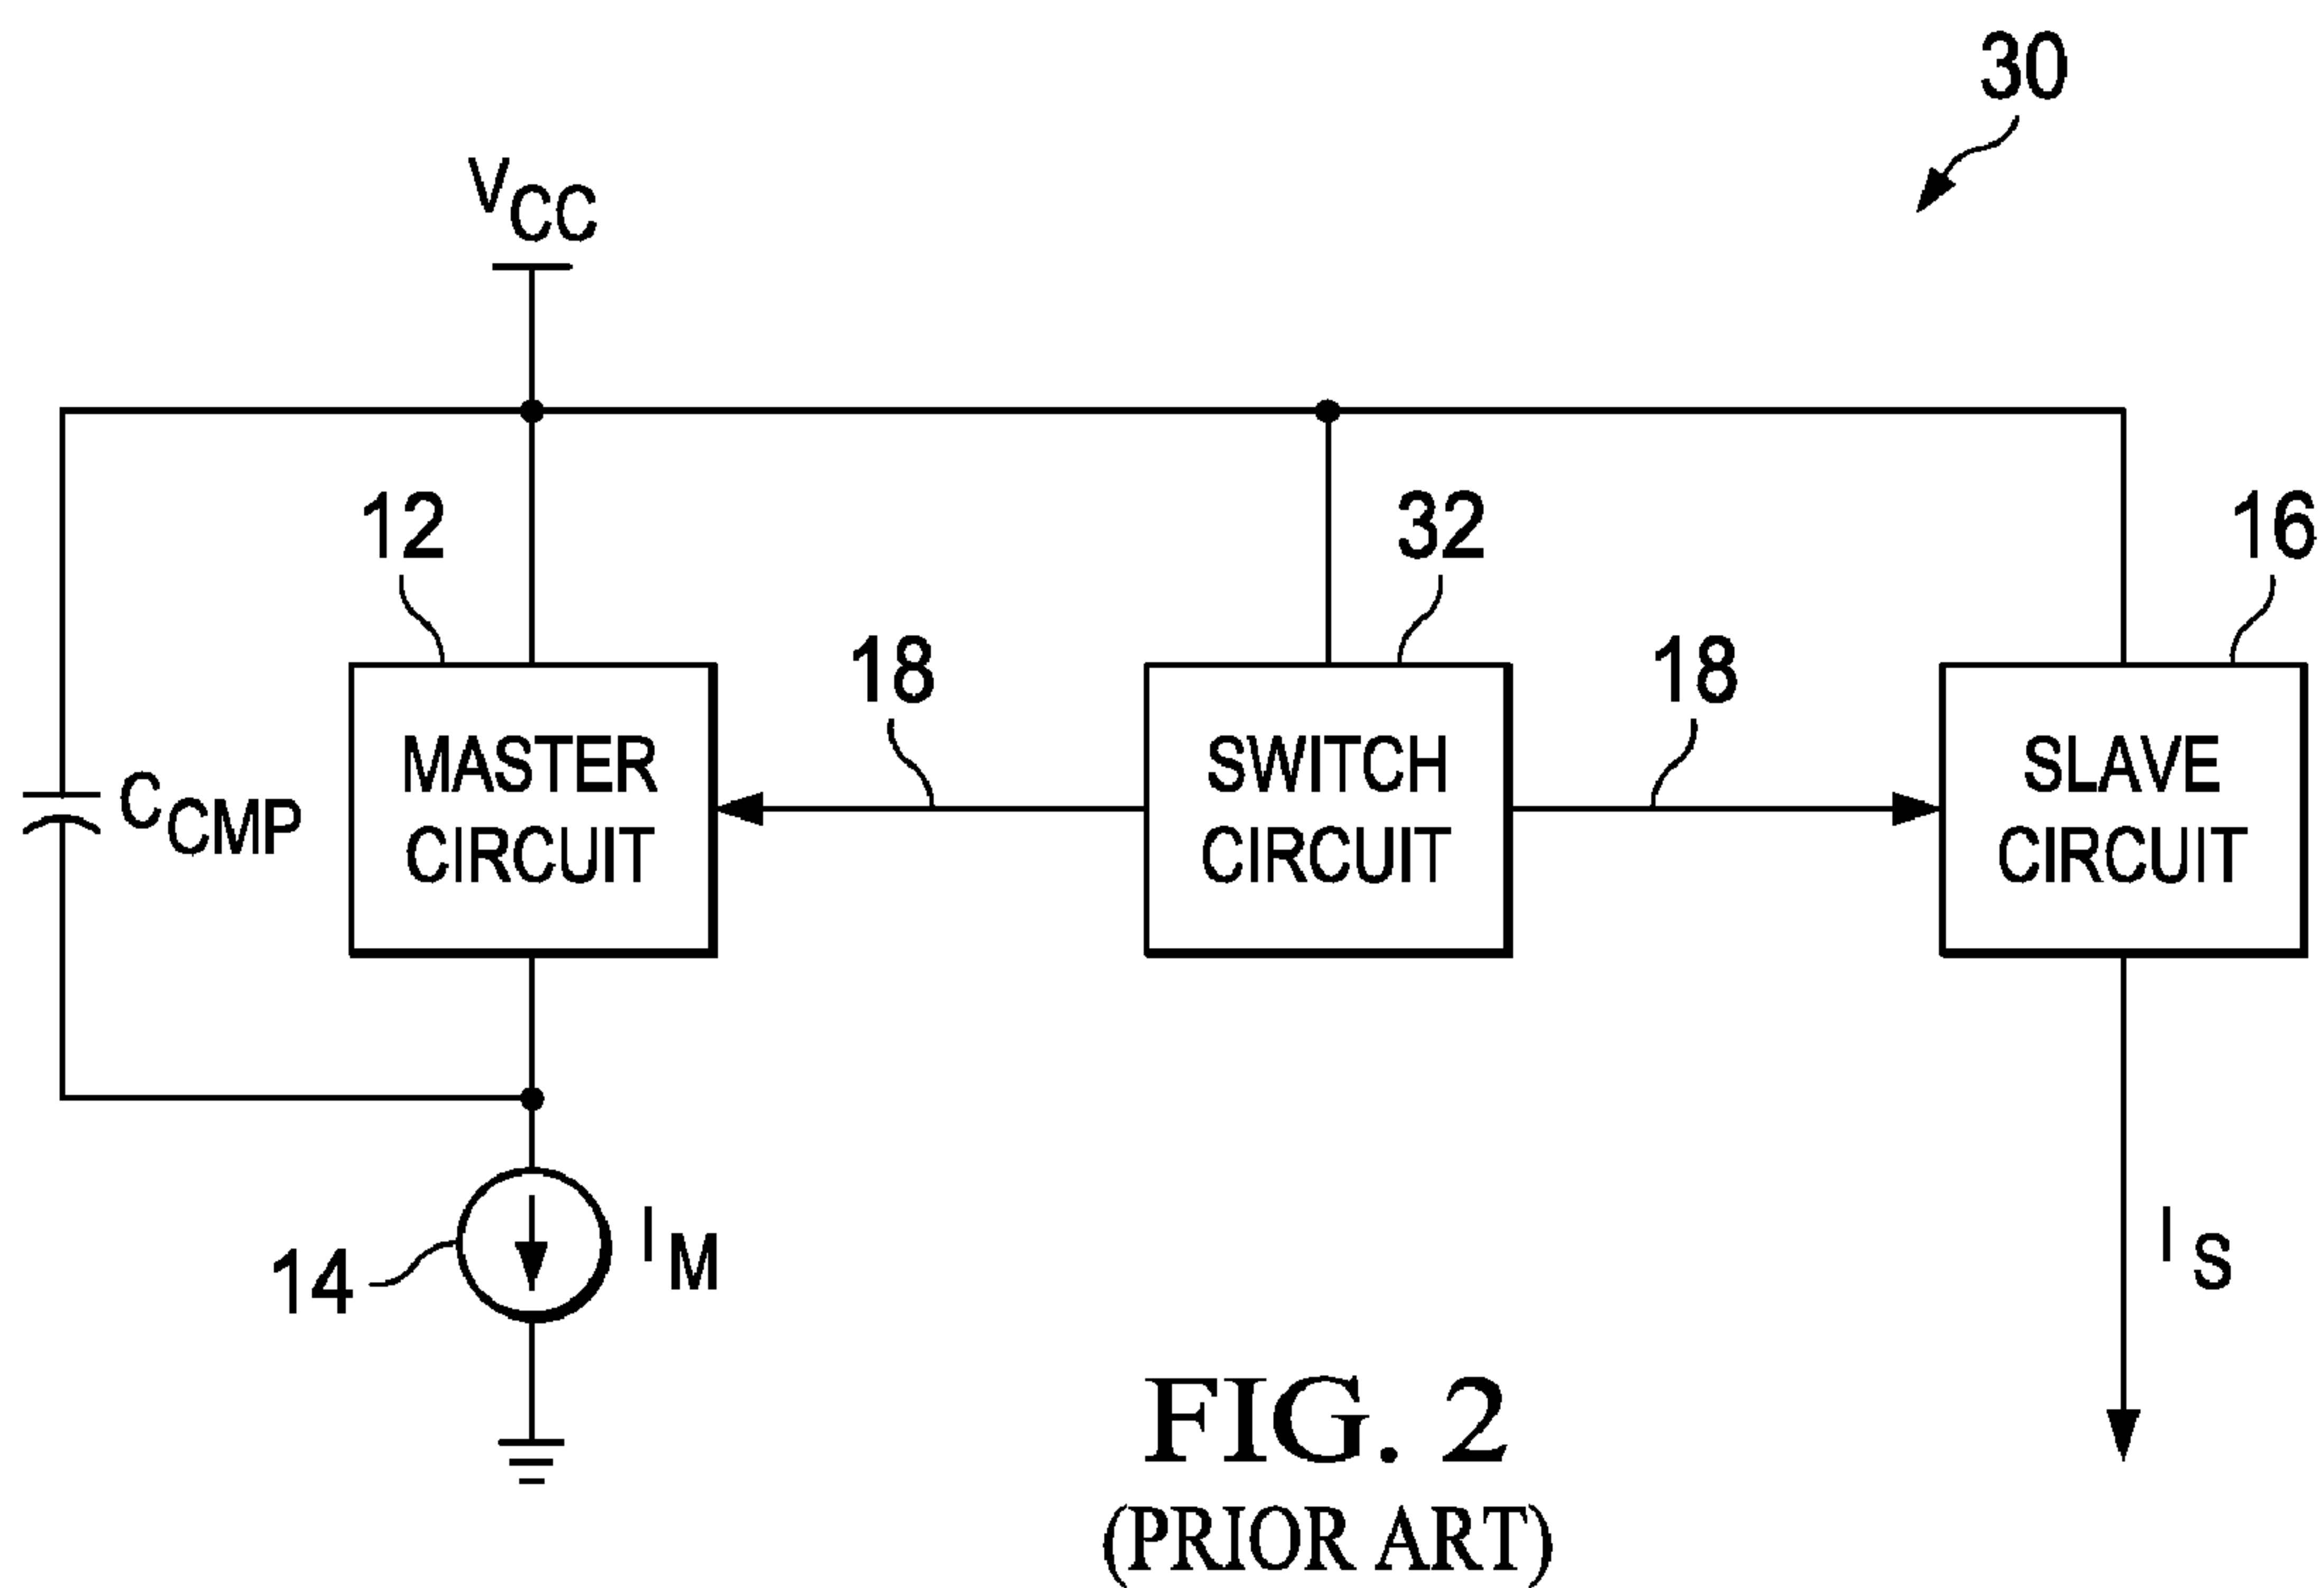 30
VCC
12
32
16
18
18
MASTER
CIRCUIT
SWITCH
CIRCUIT
SLAVE
CIRCUIT
CCMP
14
IM
IS
FIG. 2
(PRIOR ART)